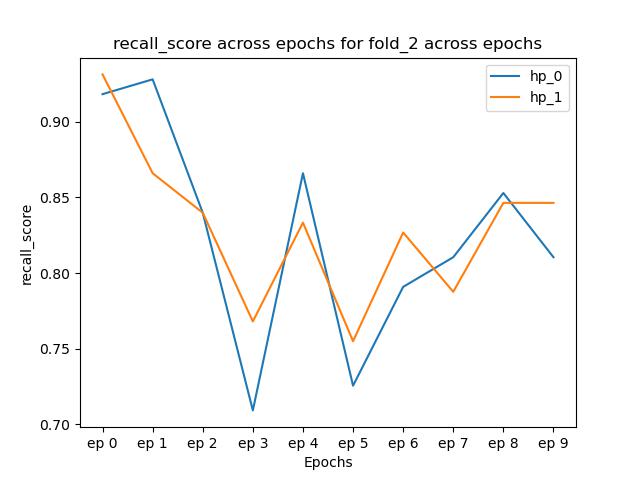 recall_score across epochs for fold_2 across epochs
hp_0
hp_1
0.90
0.85
0.80
0.75
0.70
recall_score
ep 0 ep 1 ep 2 ep 3 ep 4 ep 5 ep 6 ep 7 ep 8 ep 9
Epochs